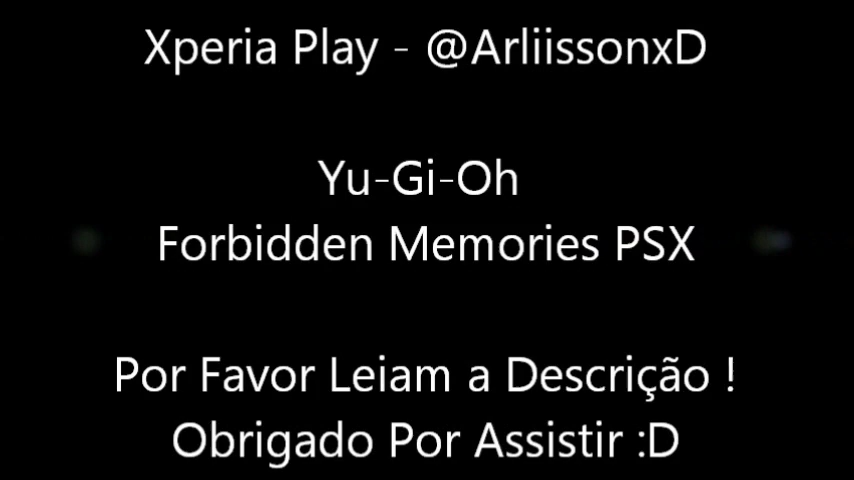 Xperia Play - @ArliissonxD
Yu-Gi-Oh
Forbidden Memories PSX
Por Favor Leiam a Descrição !
Obrigado Por Assistir :D